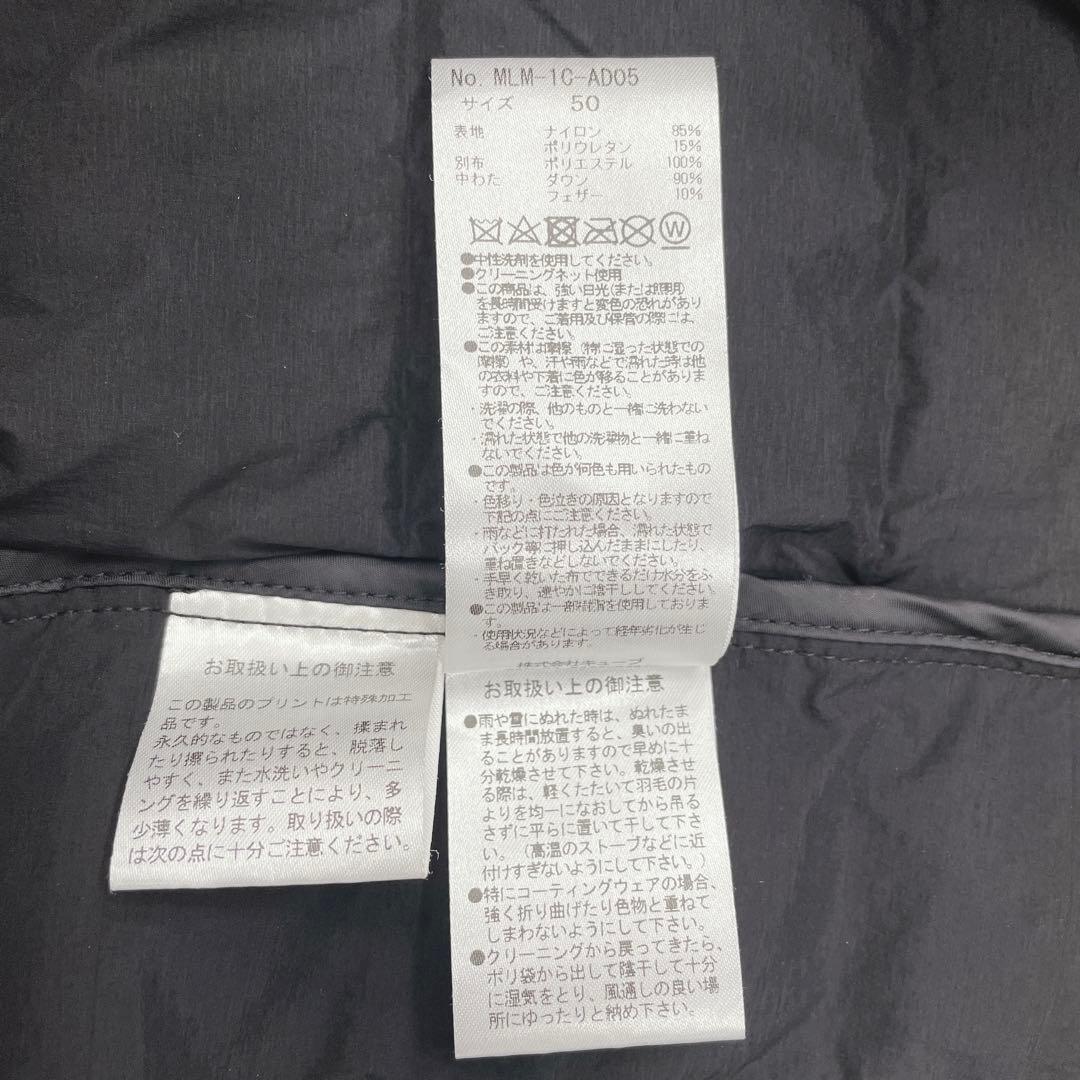 No. MLM-1C-AD05
サイズ 50
表地 ナイロン 85%
ポリウレタン 15%
別布 ポリエステル 100%
中わた ダウン 90%
フェザー 10%
W
●中性洗剤を使用してください。
●クリーニングネット使用
●この商品は、強い日光(または照明)
を長時間受けますと変色の恐れがあり
ますので、ご着用及び保管の際には、
ご注意ください。
●この素材は摩擦(特に湿った状態での
摩擦)や、汗や雨などで濡れた時は他
の衣料や下着に色が移ることがありま
すので、ご注意ください。
・洗濯の際、他のものと一緒に洗わない
でください。
・濡れた状態で他の洗濯物と一緒に重ね
ないでください。
●この製品は色が何色も用いられたもの
です。
・色移り・色泣きの原因となりますので
下記の点にご注意ください。
・雨などに打たれた場合、濡れた状態で
バック等に押し込んだままにしたり、
重ね置きなどしないでください。
・手早く乾いた布でできるだけ水分をふ
き取り、速やかに陰干ししてください。
●この製品は一部樹脂を使用しておりま
す。
・使用状況などによって経年劣化が生じ
る場合があります。
株式会社キューブ
お取扱い上の御注意
この製品のプリントは特殊加工
品です。
永久的なものではなく、揉まれ
たり擦られたりすると、脱落し
やすく、また水洗いやクリーニ
ングを繰り返すことにより、多
少薄くなります。取り扱いの際
は次の点に十分ご注意ください。
お取扱い上の御注意
●雨や雪にぬれた時は、ぬれたま
ま長時間放置すると、臭いの出
ることがありますので早めに十
分乾燥させて下さい。乾燥させ
る際は、軽くたたいて羽毛の片
よりを均一になおしてから吊る
さずに平らに置いて干して下さ
い。(高温のストーブなどに近
付けすぎないようにして下さい。)
●特にコーティングウェアの場合、
強く折り曲げたり色物と重ねて
しまわないようにして下さい。
●クリーニングから戻ってきたら、
ポリ袋から出して陰干して十分
に湿気をとり、風通しの良い場
所にゆったりと納め下さい。